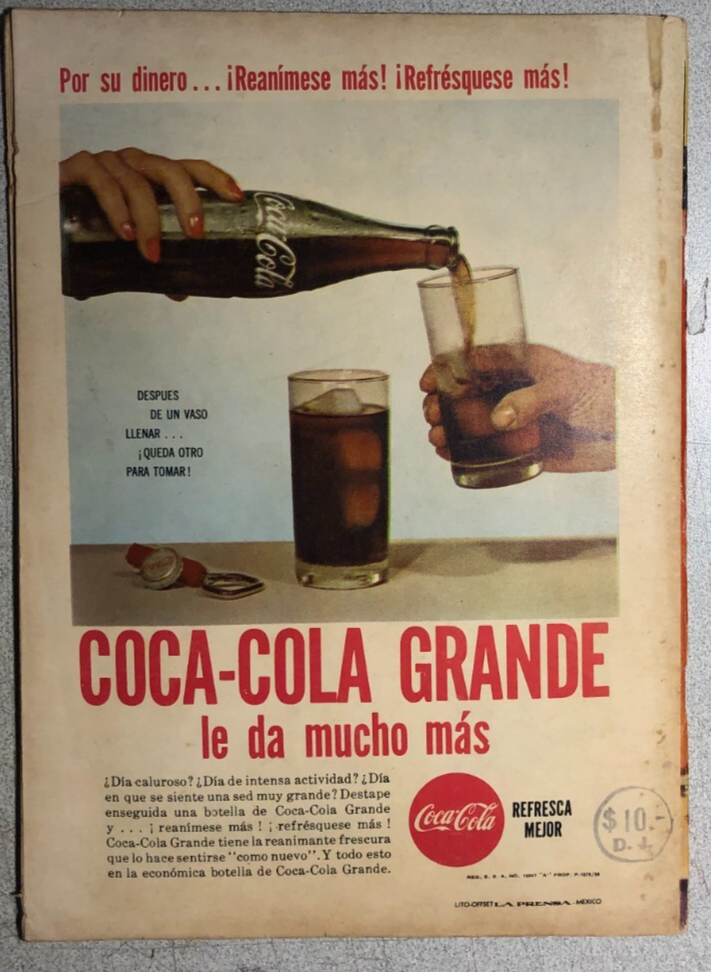 Por su dinero... ¡Reanímese más! ¡Refrésquese más!
Coca-Cola
DESPUES
DE UN VASO
LLENAR...
¡QUEDA OTRO
PARA TOMAR!
COCA-COLA GRANDE
le da mucho más
¿Día caluroso? ¿Día de intensa actividad? ¿Día
en que se siente una sed muy grande? Destape
enseguida una botella de Coca-Cola Grande
y... ¡reanímese más! ¡refrésquese más!
Coca-Cola Grande tiene la reanimante frescura
que lo hace sentirse "como nuevo". Y todo esto
en la económica botella de Coca-Cola Grande.
Coca-Cola
REFRESCA
MEJOR
$10.-
D. J.
REG. S. S. A. NO. "A" PROP. P-
LITO-OFFSET LA PRENSA-MEXICO